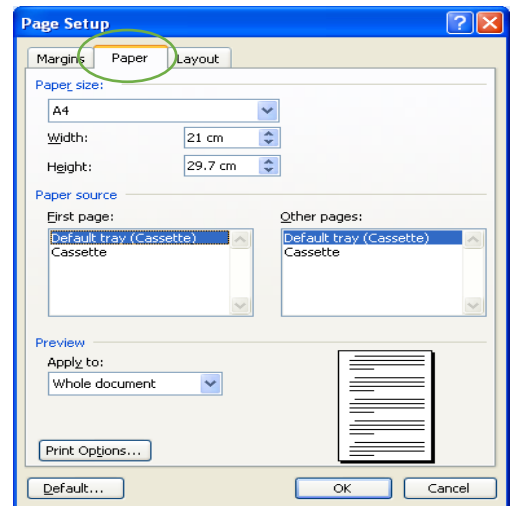 Page Setup
Margins Paper Layout
Paper size:
A4
Width: 21 cm
Height: 29.7 cm
Paper source
First page: Other pages:
Default tray (Cassette) Default tray (Cassette)
Cassette Cassette
Preview
Apply to:
Whole document
Print Options...
Default... OK Cancel